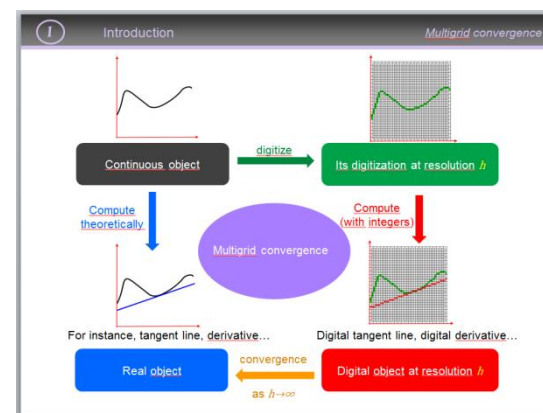 1
Introduction
Multigrid convergence
Continuous object
digitize
Its digitization at resolution h
Compute
theoretically
Multigrid convergence
Compute
(with integers)
For instance, tangent line, derivative…
Digital tangent line, digital derivative…
Real object
convergence
as h→∞
Digital object at resolution h